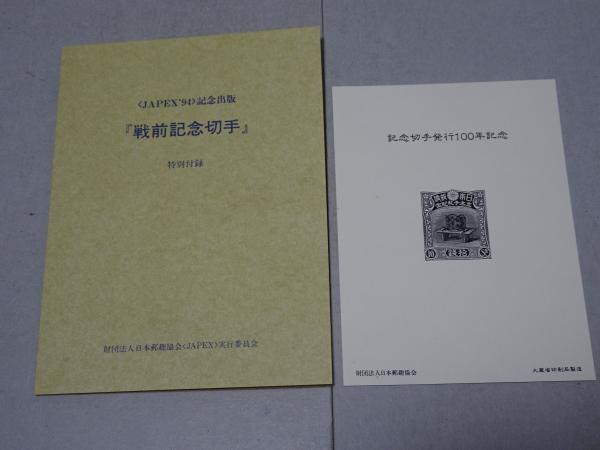 〈JAPEX'94〉記念出版
『戦前記念切手』
特別付録
財団法人日本郵趣協会〈JAPEX〉実行委員会
記念切手発行100年記念
拾銭
財団法人日本郵趣協会
大蔵省印刷局製造